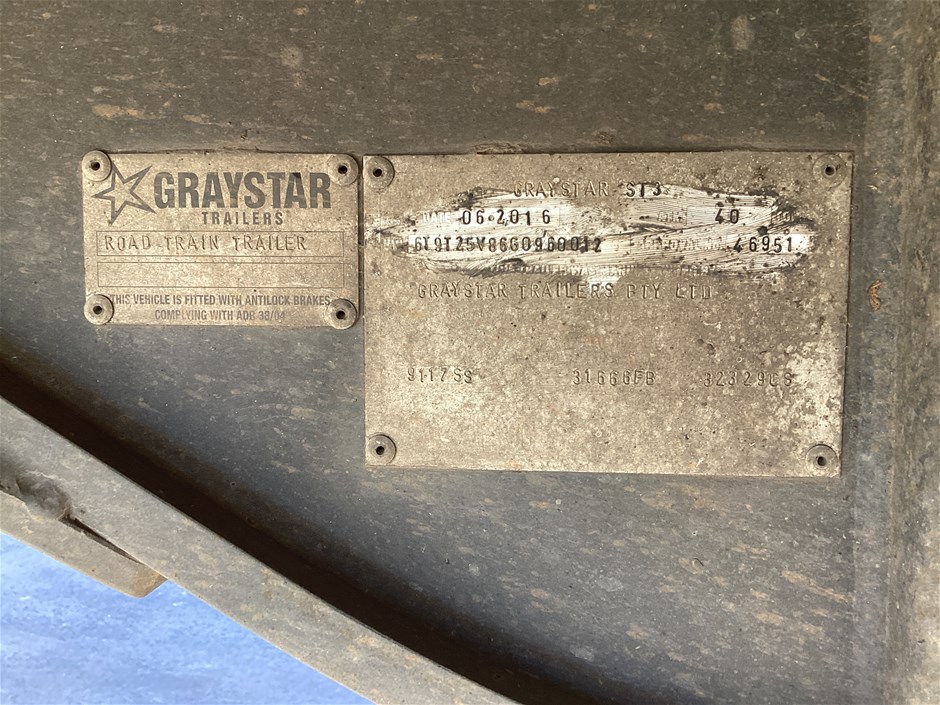 GRAYSTAR
TRAILERS
ROAD TRAIN TRAILER
THIS VEHICLE IS FITTED WITH ANTILOCK BRAKES
COMPLYING WITH ADR 38/04
GRAYSTAR ST3
DATE 06-2016 40
6T9T25V86G0960012 46951
GRAYSTAR TRAILERS PTY LTD
9117SS 31666FB 32329CS